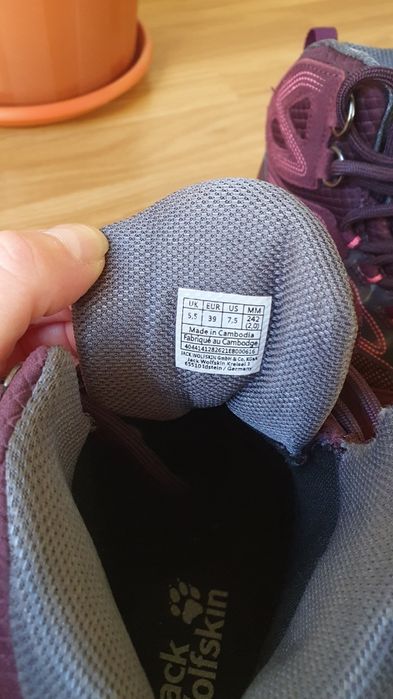 UK EUR US MM
5,5 39 7,5 242 (2,0)
Made in Cambodia
Fabriqué au Cambodge
4044141282621EB000616
JACK WOLFSKIN GmbH & Co. KGaA
Jack Wolfskin Kreisel 1
65510 Idstein / Germany
Jack
Wolfskin